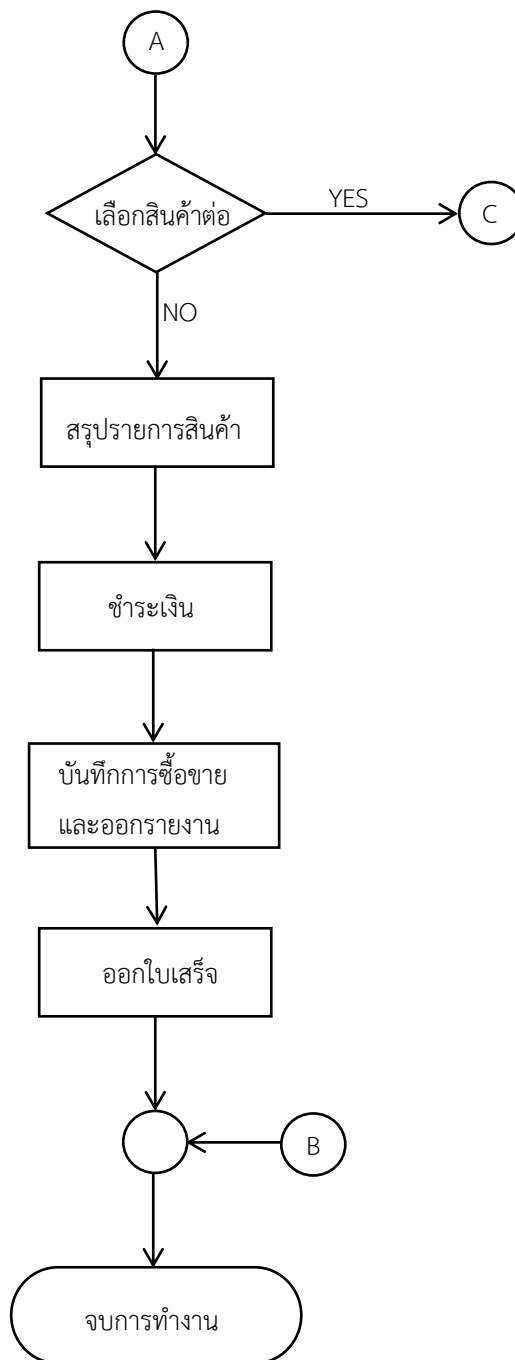 A
เลือกสินค้าต่อ
YES
C
NO
สรุปรายการสินค้า
ชำระเงิน
บันทึกการซื้อขาย
และออกรายงาน
ออกใบเสร็จ
B
จบการทำงาน